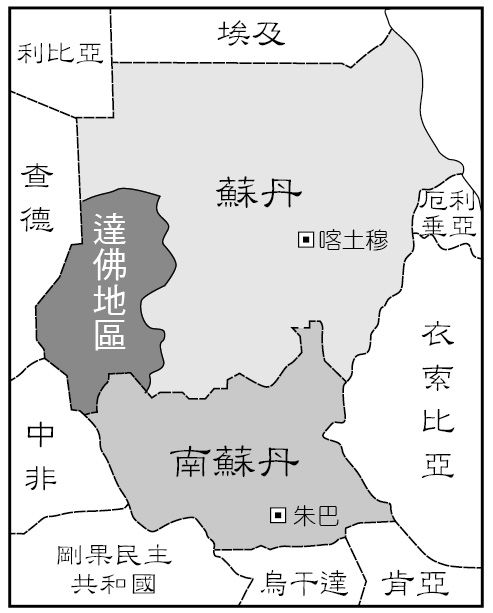 埃及
利比亞
查德
蘇丹
厄利
垂亞
喀土穆
達佛地區
衣索比亞
中非
南蘇丹
朱巴
剛果民主
共和國
烏干達
肯亞